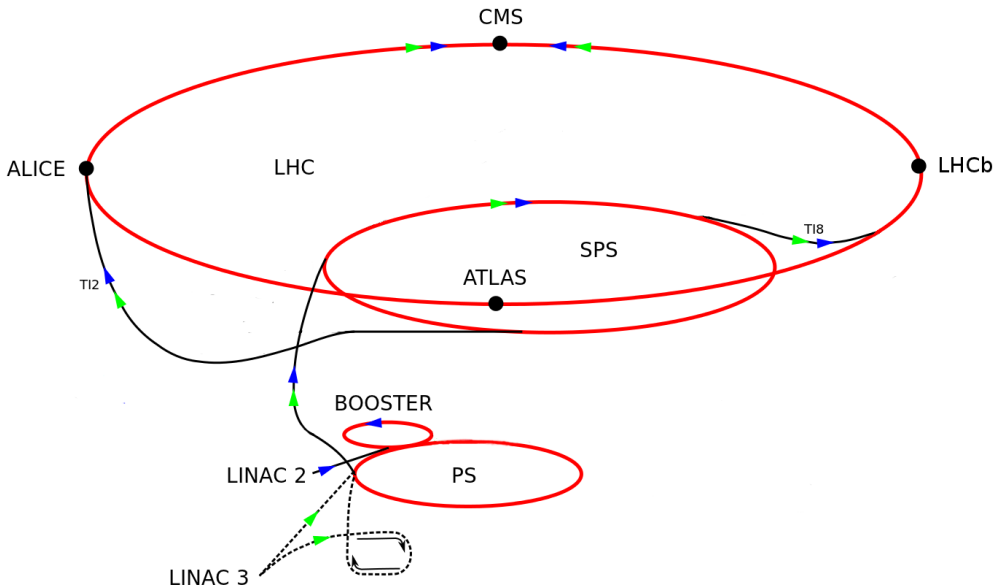 CMS
ALICE
LHC
LHCb
TI8
SPS
ATLAS
TI2
BOOSTER
LINAC 2
PS
LINAC 3